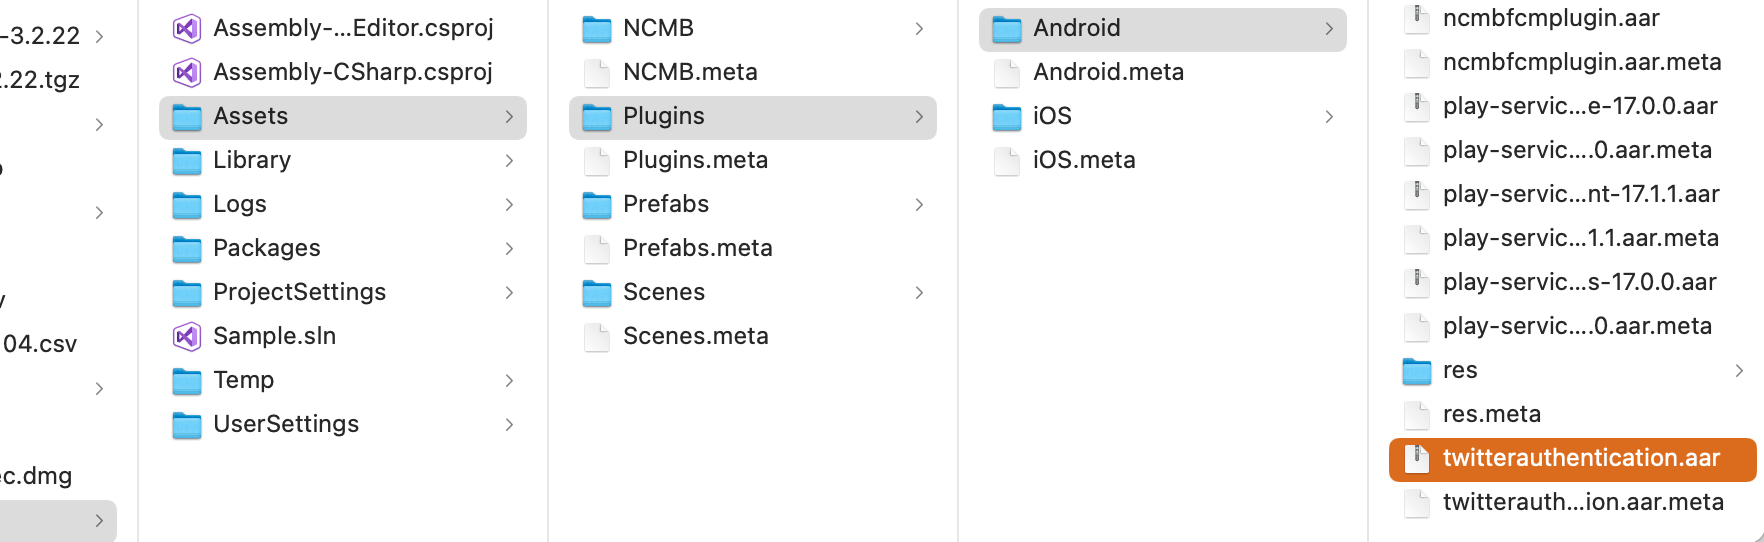 -3.2.22
2.22.tgz
04.csv
ec.dmg
Assembly-...Editor.csproj
Assembly-CSharp.csproj
Assets
Library
Logs
Packages
ProjectSettings
Sample.sln
Temp
UserSettings
NCMB
NCMB.meta
Plugins
Plugins.meta
Prefabs
Prefabs.meta
Scenes
Scenes.meta
Android
Android.meta
iOS
iOS.meta
ncmbfcmplugin.aar
ncmbfcmplugin.aar.meta
play-servic...e-17.0.0.aar
play-servic....0.aar.meta
play-servic...nt-17.1.1.aar
play-servic...1.1.aar.meta
play-servic...s-17.0.0.aar
play-servic....0.aar.meta
res
res.meta
twitterauthentication.aar
twitterauth...ion.aar.meta